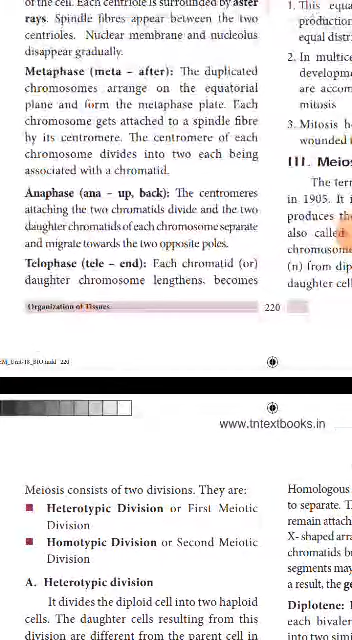 of the cell. Each centriole is surrounded by aster
rays. Spindle fibres appear between the two
centrioles. Nuclear membrane and nucleolus
disappear gradually.
Metaphase (meta – after): The duplicated
chromosomes arrange on the equatorial
plane and form the metaphase plate. Each
chromosome gets attached to a spindle fibre
by its centromere. The centromere of each
chromosome divides into two each being
associated with a chromatid.
Anaphase (ana – up, back): The centromeres
attaching the two chromatids divide and the two
daughter chromatids of each chromosome separate
and migrate towards the two opposite poles.
Telophase (tele – end): Each chromatid (or)
daughter chromosome lengthens, becomes
1. This equa
production
equal distri
2. In multice
developme
are accom
mitosis
3. Mitosis he
wounded
III. Meios
The tern
in 1905. It i
produces the
also called
chromosome
(n) from dip
daughter cell
Organization of Tissues
220
www.tntextbooks.in
Meiosis consists of two divisions. They are:
Heterotypic Division or First Meiotic
Division
Homotypic Division or Second Meiotic
Division
A. Heterotypic division
It divides the diploid cell into two haploid
cells. The daughter cells resulting from this
division are different from the parent cell in
Homologous
to separate. T
remain attach
X- shaped arra
chromatids bu
segments may
a result, the ge
Diplotene:
each bivalen
into two simi